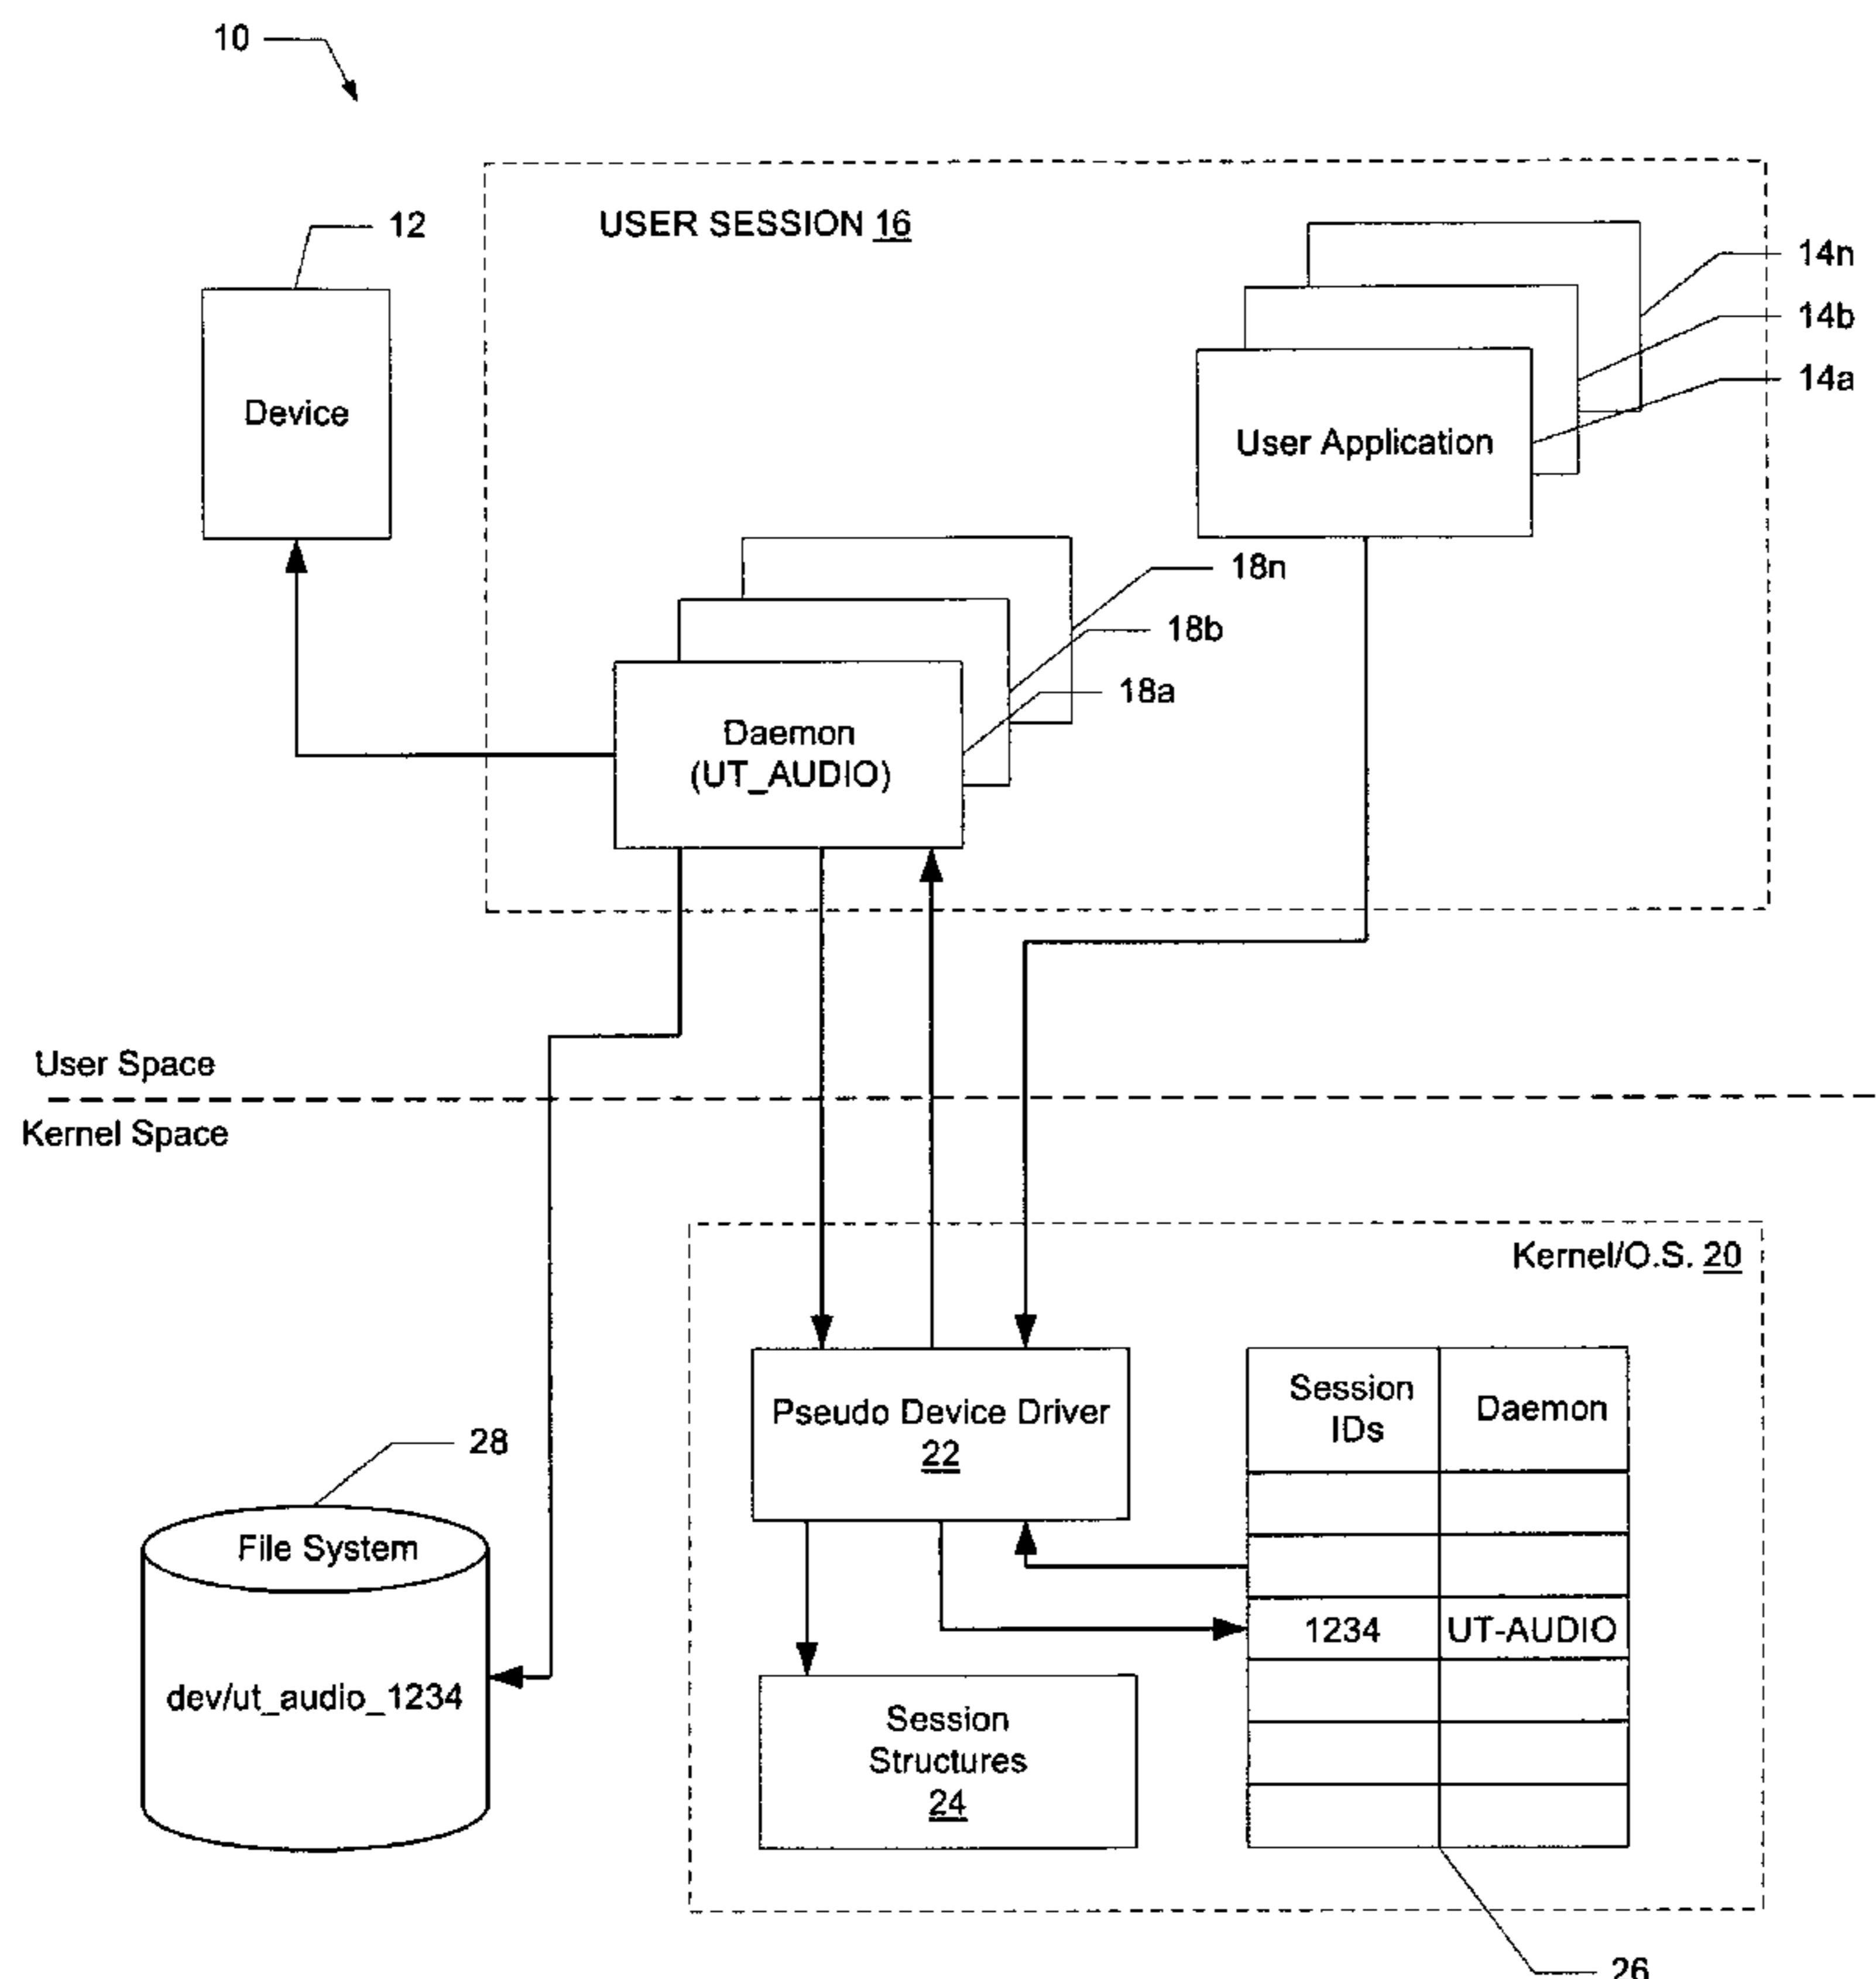 10
USER SESSION 16
12
14n
14b
14a
Device
User Application
18n
18b
18a
Daemon
(UT_AUDIO)
User Space
Kernel Space
Kernel/O.S. 20
Pseudo Device Driver
22
Session
IDs
Daemon
28
File System
1234
UT-AUDIO
dev/ut_audio_1234
Session
Structures
24
26